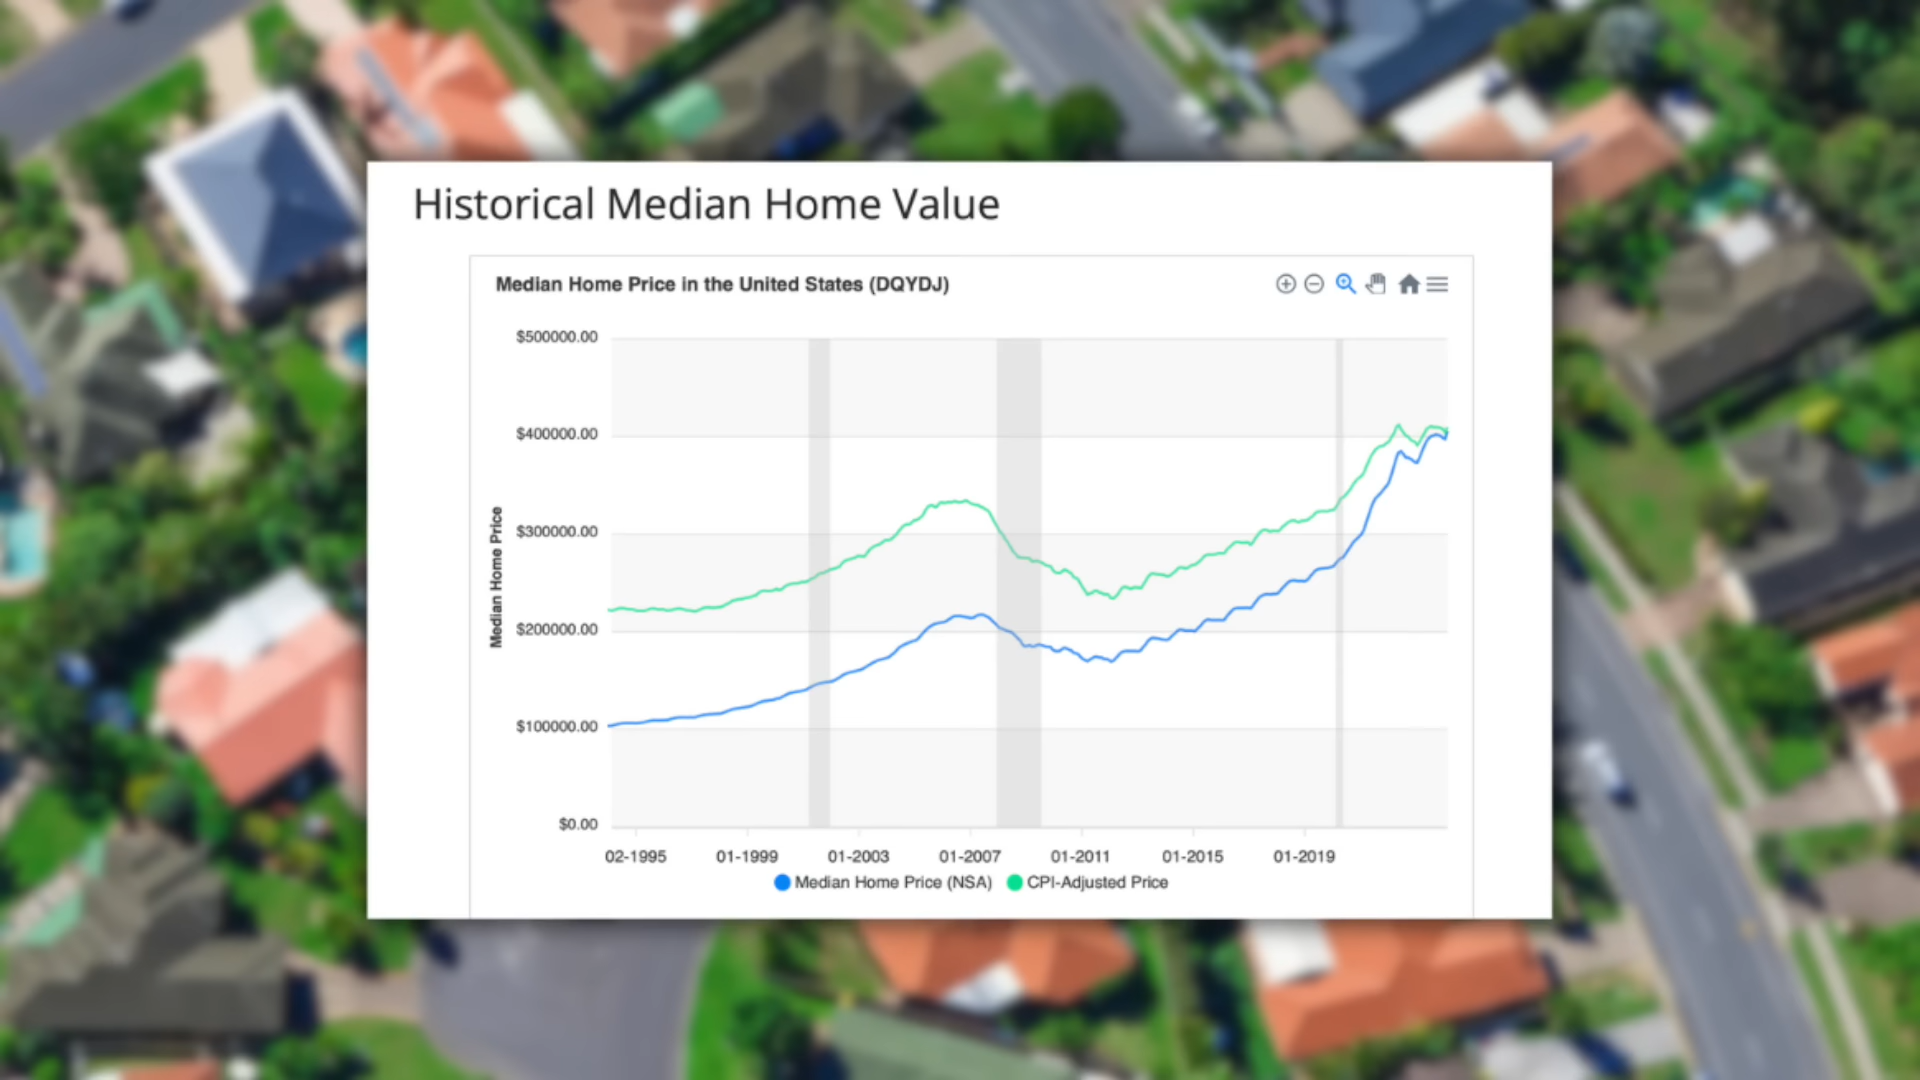 Historical Median Home Value
Median Home Price in the United States (DQYDJ)
$500000.00
$400000.00
$300000.00
$200000.00
$100000.00
$0.00
Median Home Price
02-1995 01-1999 01-2003 01-2007 01-2011 01-2015 01-2019
Median Home Price (NSA) CPI-Adjusted Price